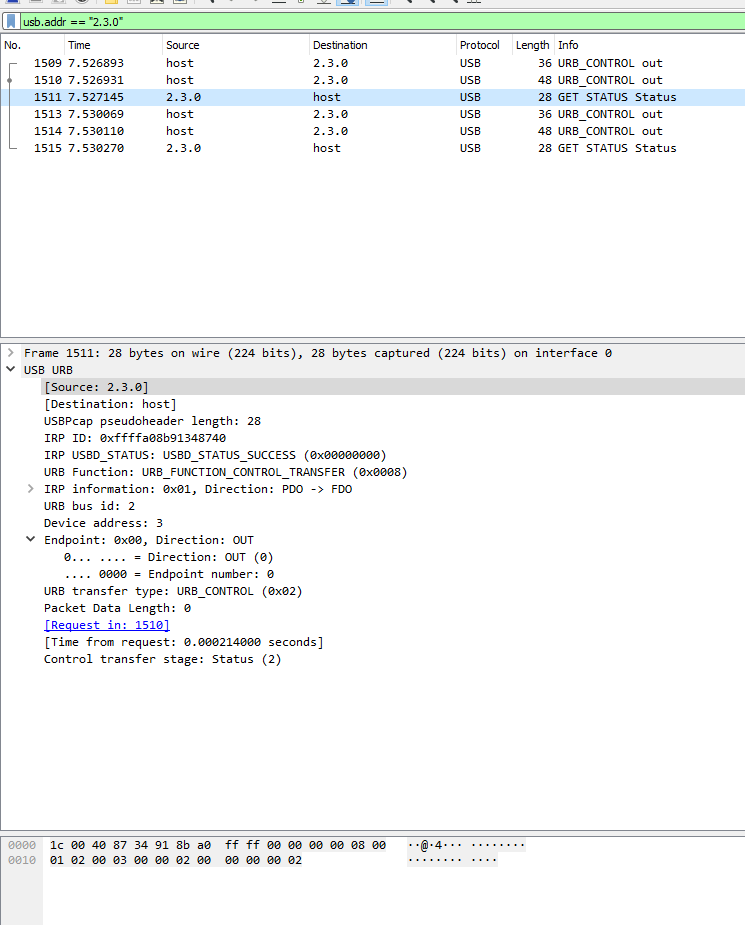 usb.addr == "2.3.0"
No. Time Source Destination Protocol Length Info
1509 7.526893 host 2.3.0 USB 36 URB_CONTROL out
1510 7.526931 host 2.3.0 USB 48 URB_CONTROL out
1511 7.527145 2.3.0 host USB 28 GET STATUS Status
1513 7.530069 host 2.3.0 USB 36 URB_CONTROL out
1514 7.530110 host 2.3.0 USB 48 URB_CONTROL out
1515 7.530270 2.3.0 host USB 28 GET STATUS Status
Frame 1511: 28 bytes on wire (224 bits), 28 bytes captured (224 bits) on interface 0
USB URB
[Source: 2.3.0]
[Destination: host]
USBPcap pseudoheader length: 28
IRP ID: 0xffffa08b91348740
IRP USBD_STATUS: USBD_STATUS_SUCCESS (0x00000000)
URB Function: URB_FUNCTION_CONTROL_TRANSFER (0x0008)
IRP information: 0x01, Direction: PDO -> FDO
URB bus id: 2
Device address: 3
Endpoint: 0x00, Direction: OUT
0... .... = Direction: OUT (0)
.... 0000 = Endpoint number: 0
URB transfer type: URB_CONTROL (0x02)
Packet Data Length: 0
[Request in: 1510]
[Time from request: 0.000214000 seconds]
Control transfer stage: Status (2)
0000 1c 00 40 87 34 91 8b a0 ff ff 00 00 00 00 08 00 ··@·4··· ········
0010 01 02 00 03 00 00 02 00 00 00 00 02 ········ ····